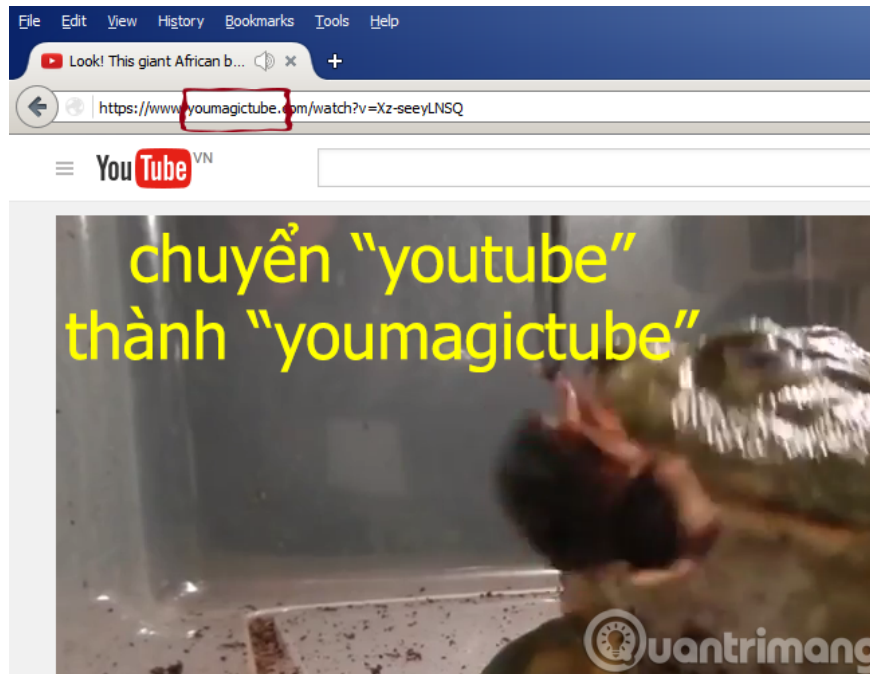 File Edit View History Bookmarks Tools Help
Look! This giant African b...
https://www.youmagictube.com/watch?v=Xz-seeyLNSQ
YouTube VN
chuyển “youtube”
thành “youmagictube”
Quantrimang